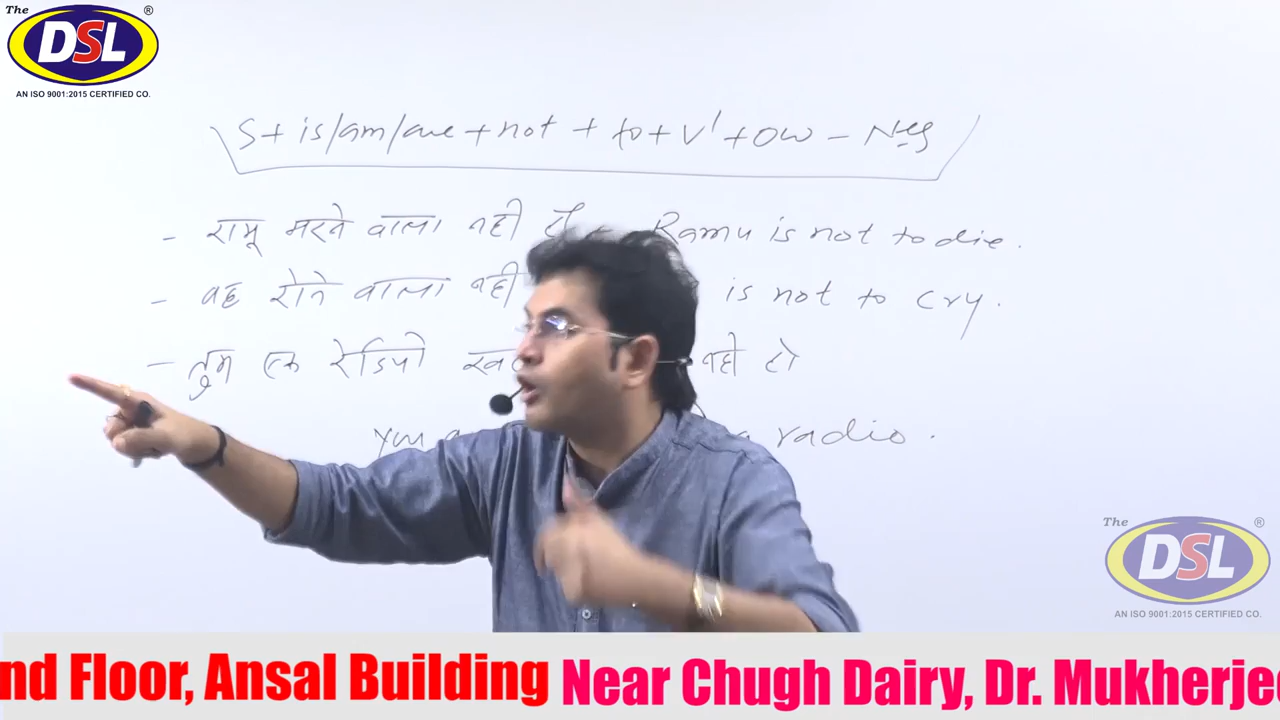 The DSL ®
AN ISO 9001:2015 CERTIFIED CO.
S + is/am/are + not + to + V¹ + OW - Neg
- रामू मरने वाला नही है - Ramu is not to die.
- वह रोने वाला नही is not to cry.
- तुम एक रेडियो नही हो
you a radio.
The DSL ®
AN ISO 9001:2015 CERTIFIED CO.
nd Floor, Ansal Building Near Chugh Dairy, Dr. Mukherjee